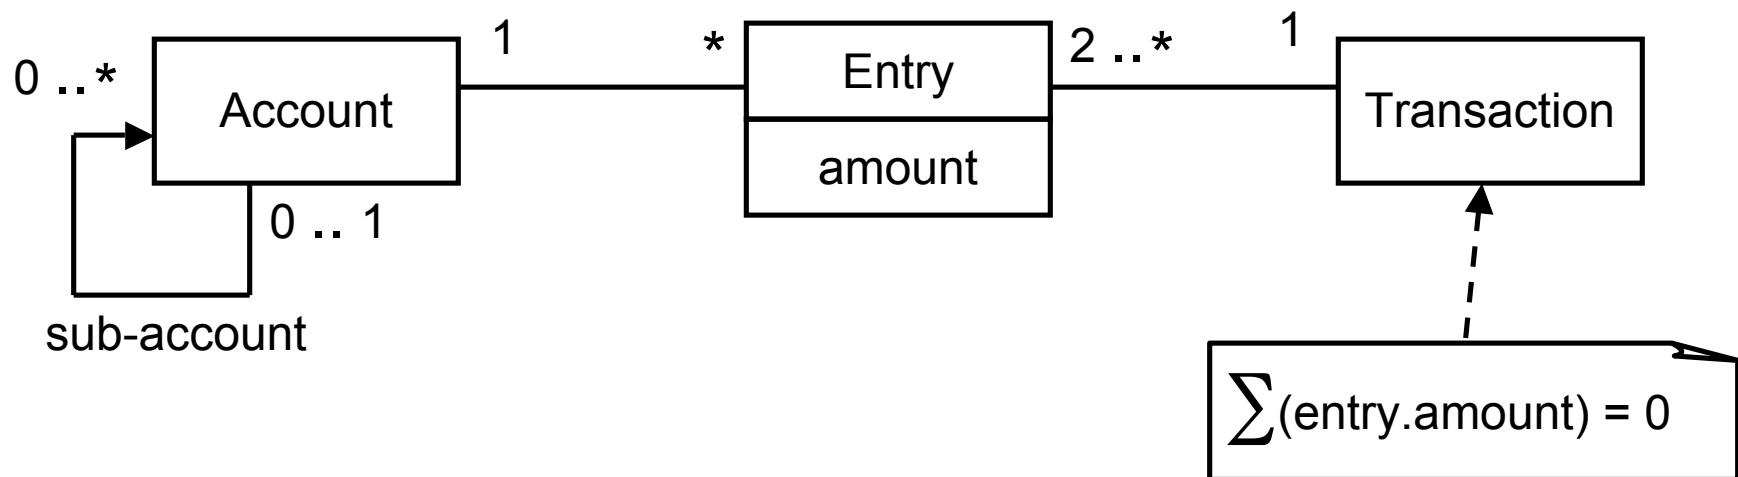 0 ..*
Account
0 .. 1
sub-account
1
*
Entry
amount
2 ..*
1
Transaction
∑(entry.amount) = 0